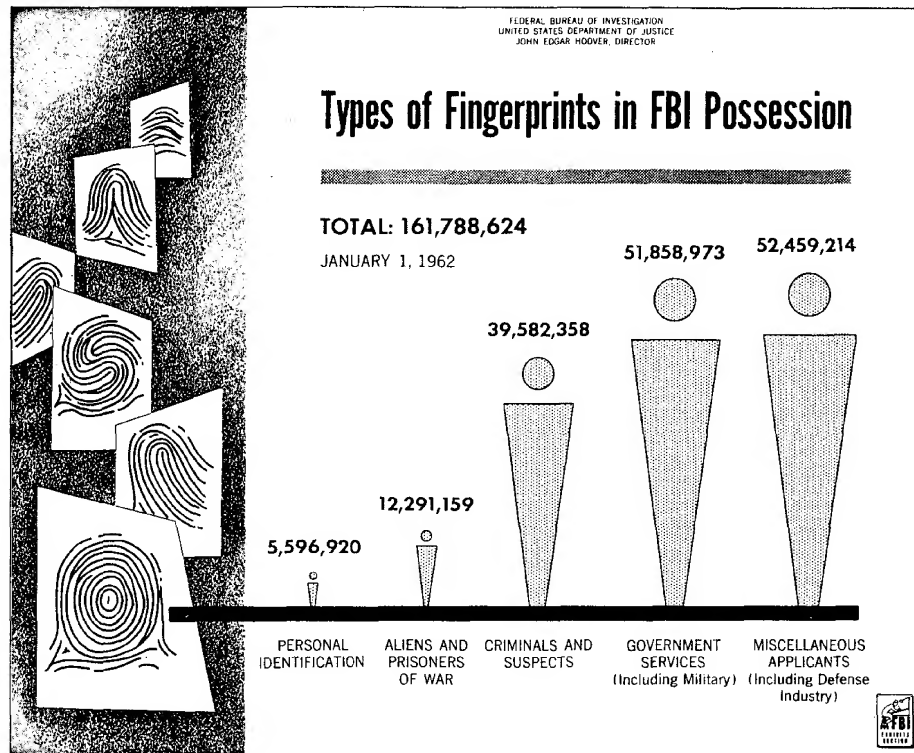 FEDERAL BUREAU OF INVESTIGATION
UNITED STATES DEPARTMENT OF JUSTICE
JOHN EDGAR HOOVER, DIRECTOR
Types of Fingerprints in FBI Possession
TOTAL: 161,788,624
JANUARY 1, 1962
5,596,920
12,291,159
39,582,358
51,858,973
52,459,214
PERSONAL
IDENTIFICATION
ALIENS AND
PRISONERS
OF WAR
CRIMINALS AND
SUSPECTS
GOVERNMENT
SERVICES
(Including Military)
MISCELLANEOUS
APPLICANTS
(Including Defense
Industry)
FBI
EXHIBITS
SECTION